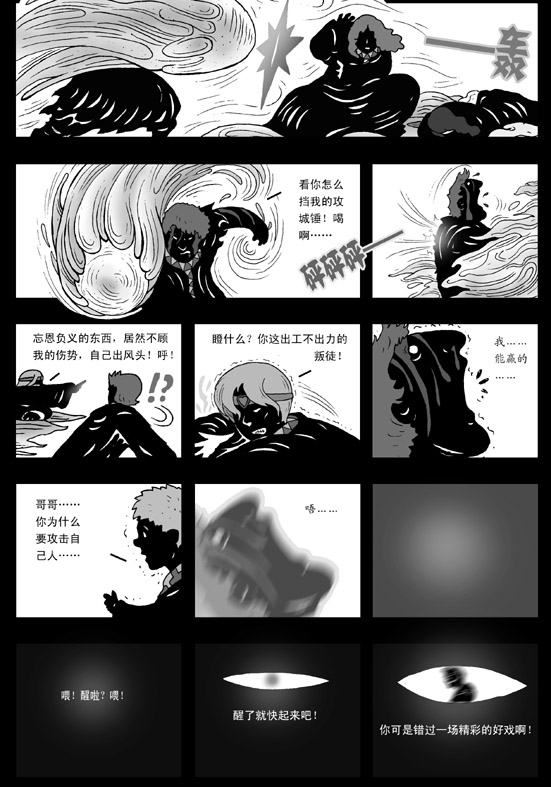 轰
看你怎么
挡我的攻
城锤！喝
啊……
砰砰砰
忘恩负义的东西，居然不顾
我的伤势，自己出风头！哼！
!?
瞪什么？你这出工不出力的
叛徒！
我……
能赢的
……
哥哥……
你为什么
要攻击自
己人……
唔……
喂！醒啦？喂！
醒了就快起来吧！
你可是错过一场精彩的好戏啊！